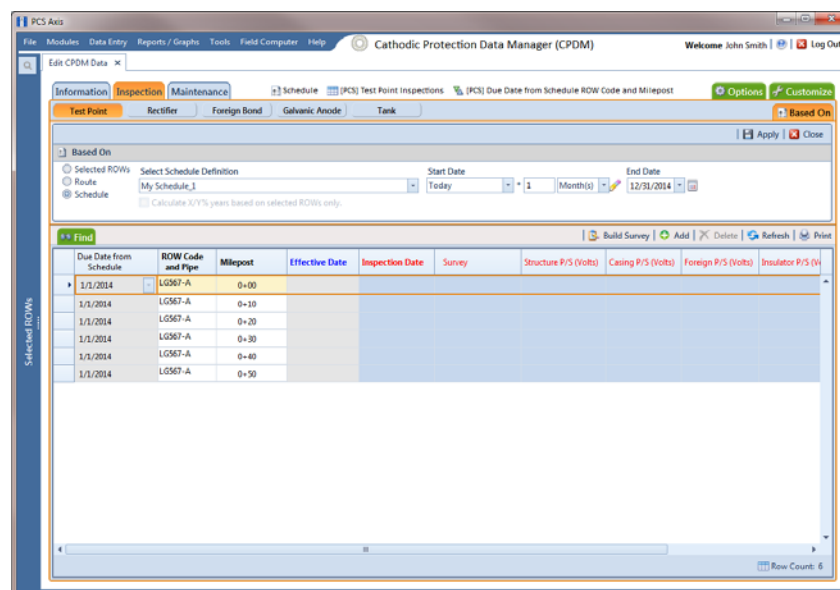 PCS Axis
File Modules Data Entry Reports / Graphs Tools Field Computer Help Cathodic Protection Data Manager (CPDM) Welcome John Smith Log Out
Edit CPDM Data
Information Inspection Maintenance Schedule [PCS] Test Point Inspections [PCS] Due Date from Schedule ROW Code and Milepost Options Customize
Test Point Rectifier Foreign Bond Galvanic Anode Tank Based On
Apply Close
Based On
Selected ROWs Select Schedule Definition Start Date End Date
Route My Schedule_1 Today + 1 Month(s) 12/31/2014
Schedule Calculate X/Y% years based on selected ROWs only.
Find Build Survey Add Delete Refresh Print
Due Date from Schedule ROW Code and Pipe Milepost Effective Date Inspection Date Survey Structure P/S (Volts) Casing P/S (Volts) Foreign P/S (Volts) Insulator P/S (V
1/1/2014 LG567-A 0+00
1/1/2014 LG567-A 0+10
1/1/2014 LG567-A 0+20
1/1/2014 LG567-A 0+30
1/1/2014 LG567-A 0+40
1/1/2014 LG567-A 0+50
Selected ROWs
Row Count: 6